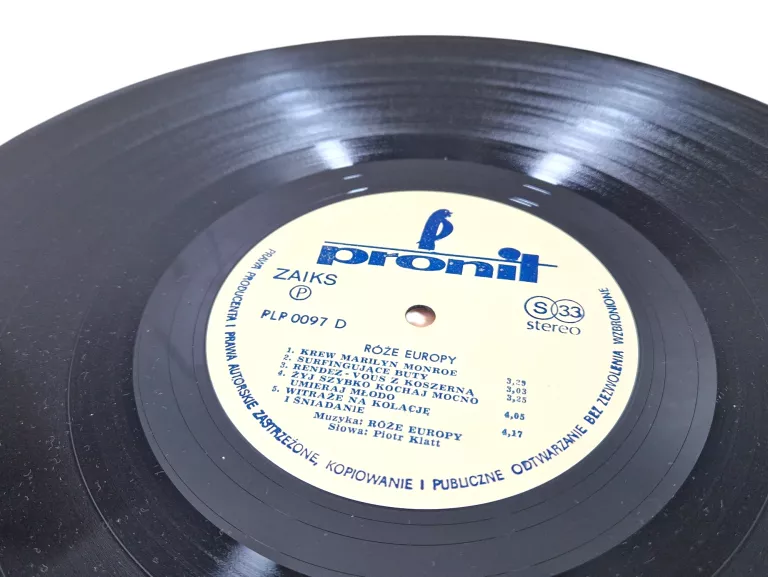 pronit
ZAIKS
P
PLP 0097 D
S 33
stereo
RÓŻE EUROPY
1. KREW MARILYN MONROE 3,29
2. SURFINGUJĄCE BUTY 3,03
3. RENDEZ-VOUS Z KOSZERNĄ 3,25
4. ŻYJ SZYBKO KOCHAJ MOCNO
UMIERAJ MŁODO 4,05
5. WITRAŻE NA KOLACJĘ
I ŚNIADANIE 4,17
Muzyka: RÓŻE EUROPY
Słowa: Piotr Klatt
PRAWA PRODUCENTA I PRAWA AUTORSKIE ZASTRZEŻONE, KOPIOWANIE I PUBLICZNE ODTWARZANIE BEZ ZEZWOLENIA WZBRONIONE